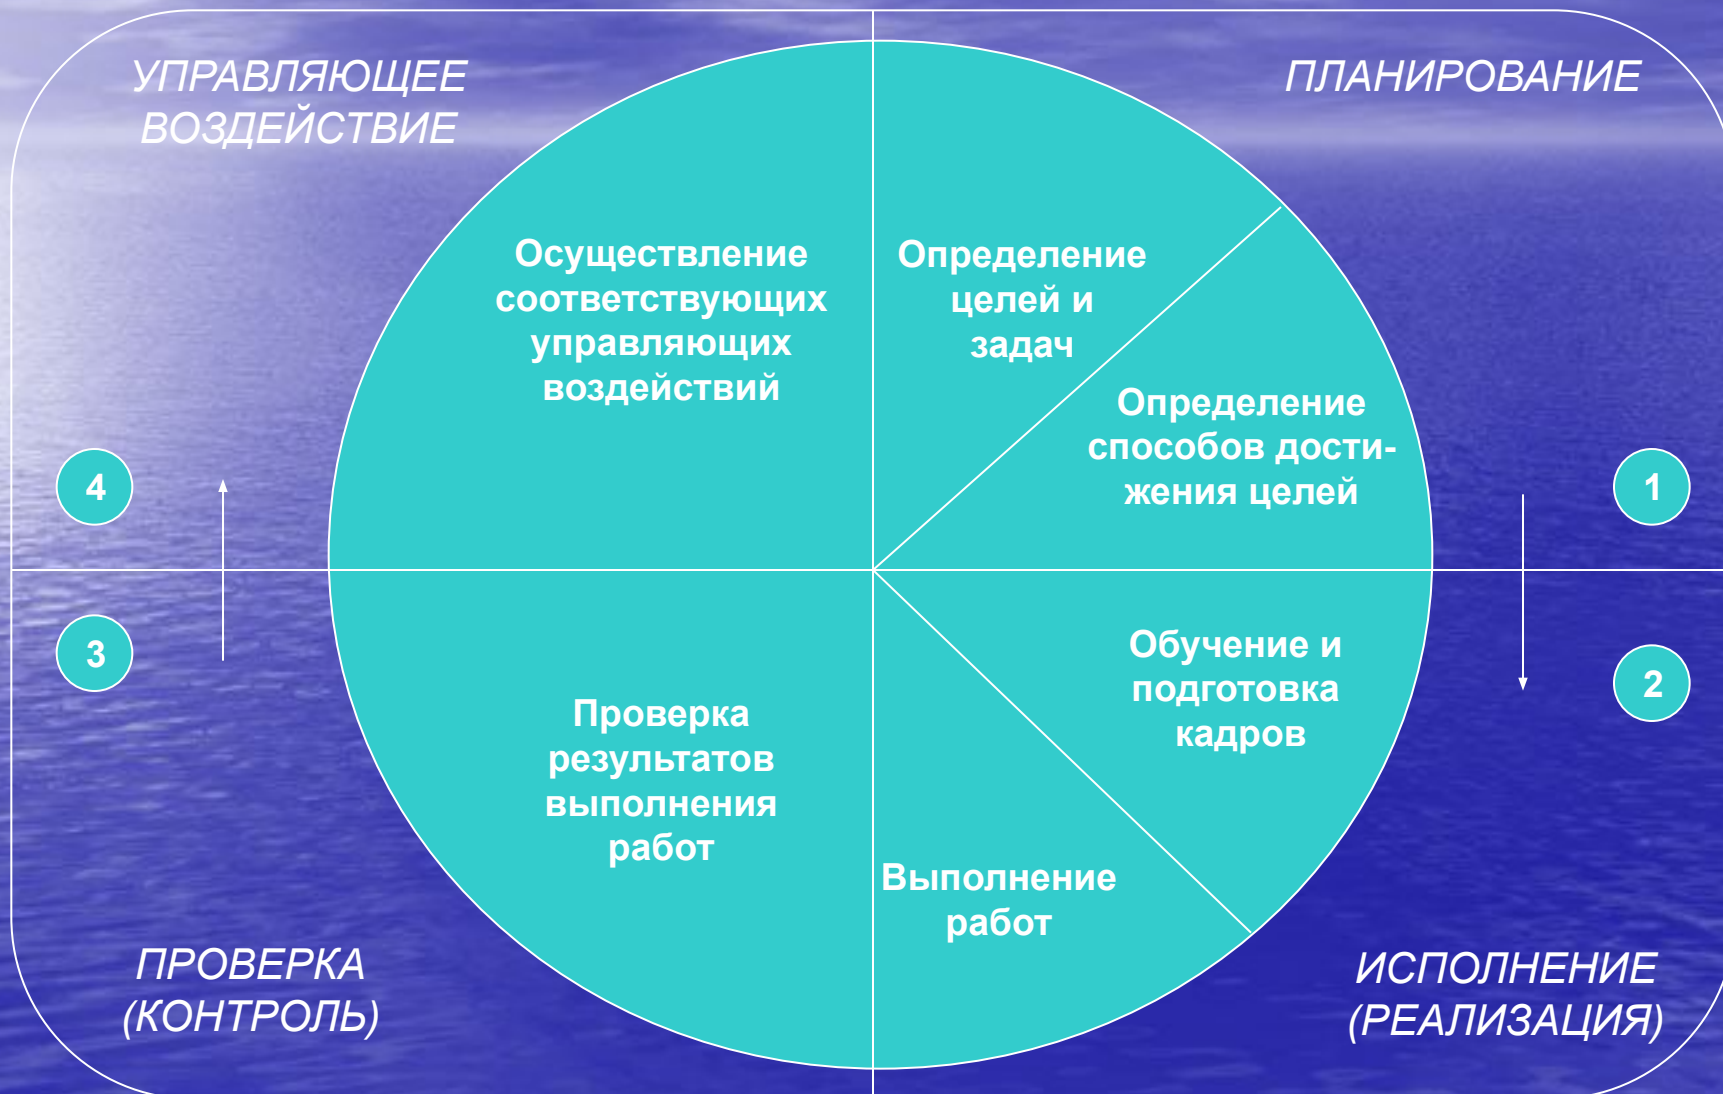 УПРАВЛЯЮЩЕЕ
ВОЗДЕЙСТВИЕ
ПЛАНИРОВАНИЕ
Осуществление
соответствующих
управляющих
воздействий
Определение
целей и
задач
Определение
способов дости-
жения целей
4
1
3
2
Обучение и
подготовка
кадров
Проверка
результатов
выполнения
работ
Выполнение
работ
ПРОВЕРКА
(КОНТРОЛЬ)
ИСПОЛНЕНИЕ
(РЕАЛИЗАЦИЯ)